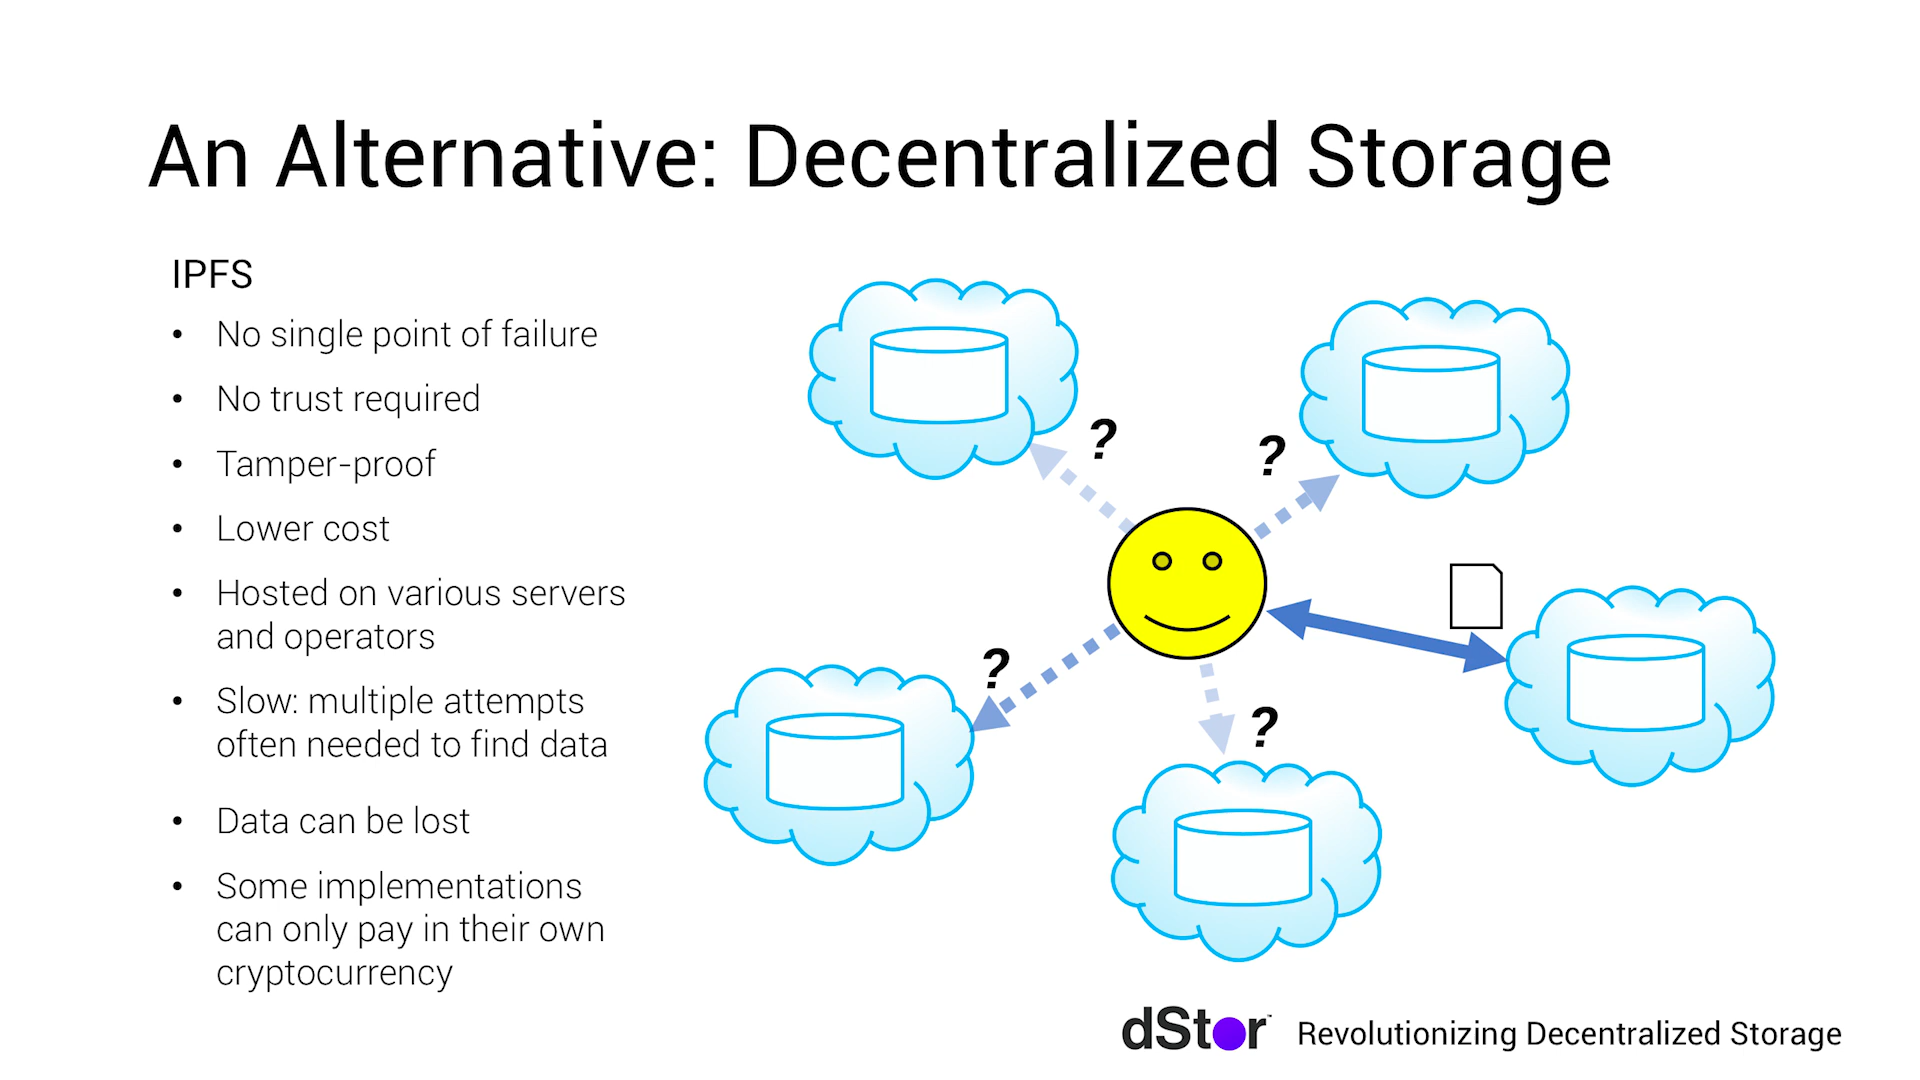 An Alternative: Decentralized Storage
IPFS
• No single point of failure
• No trust required
• Tamper-proof
• Lower cost
• Hosted on various servers
and operators
• Slow: multiple attempts
often needed to find data
• Data can be lost
• Some implementations
can only pay in their own
cryptocurrency
?
?
?
?
dStor™ Revolutionizing Decentralized Storage